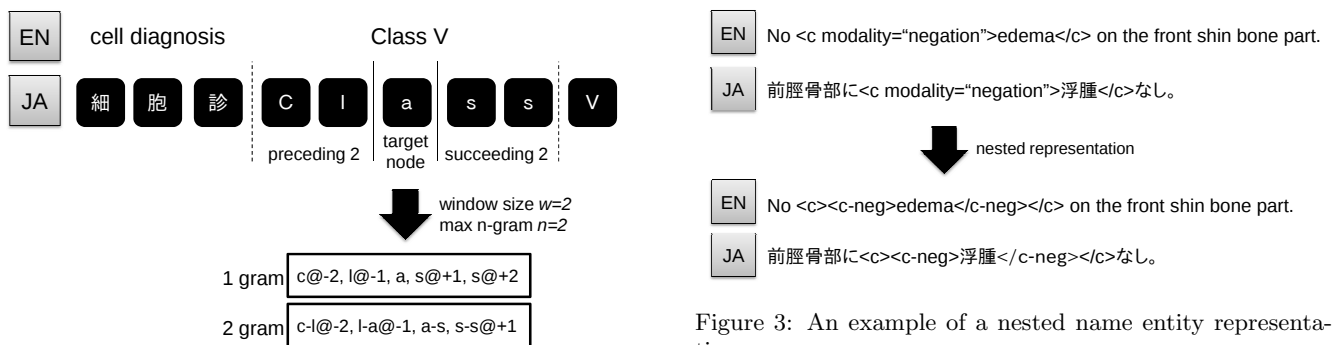 EN cell diagnosis Class V
JA 細 胞 診 C l a s s V
preceding 2 target node succeeding 2
window size w=2
max n-gram n=2
1 gram c@-2, l@-1, a, s@+1, s@+2
2 gram c-l@-2, l-a@-1, a-s, s-s@+1
EN No <c modality=“negation”>edema</c> on the front shin bone part.
JA 前脛骨部に<c modality=“negation”>浮腫</c>なし。
nested representation
EN No <c><c-neg>edema</c-neg></c> on the front shin bone part.
JA 前脛骨部に<c><c-neg>浮腫</c-neg></c>なし。
Figure 3: An example of a nested name entity representa-